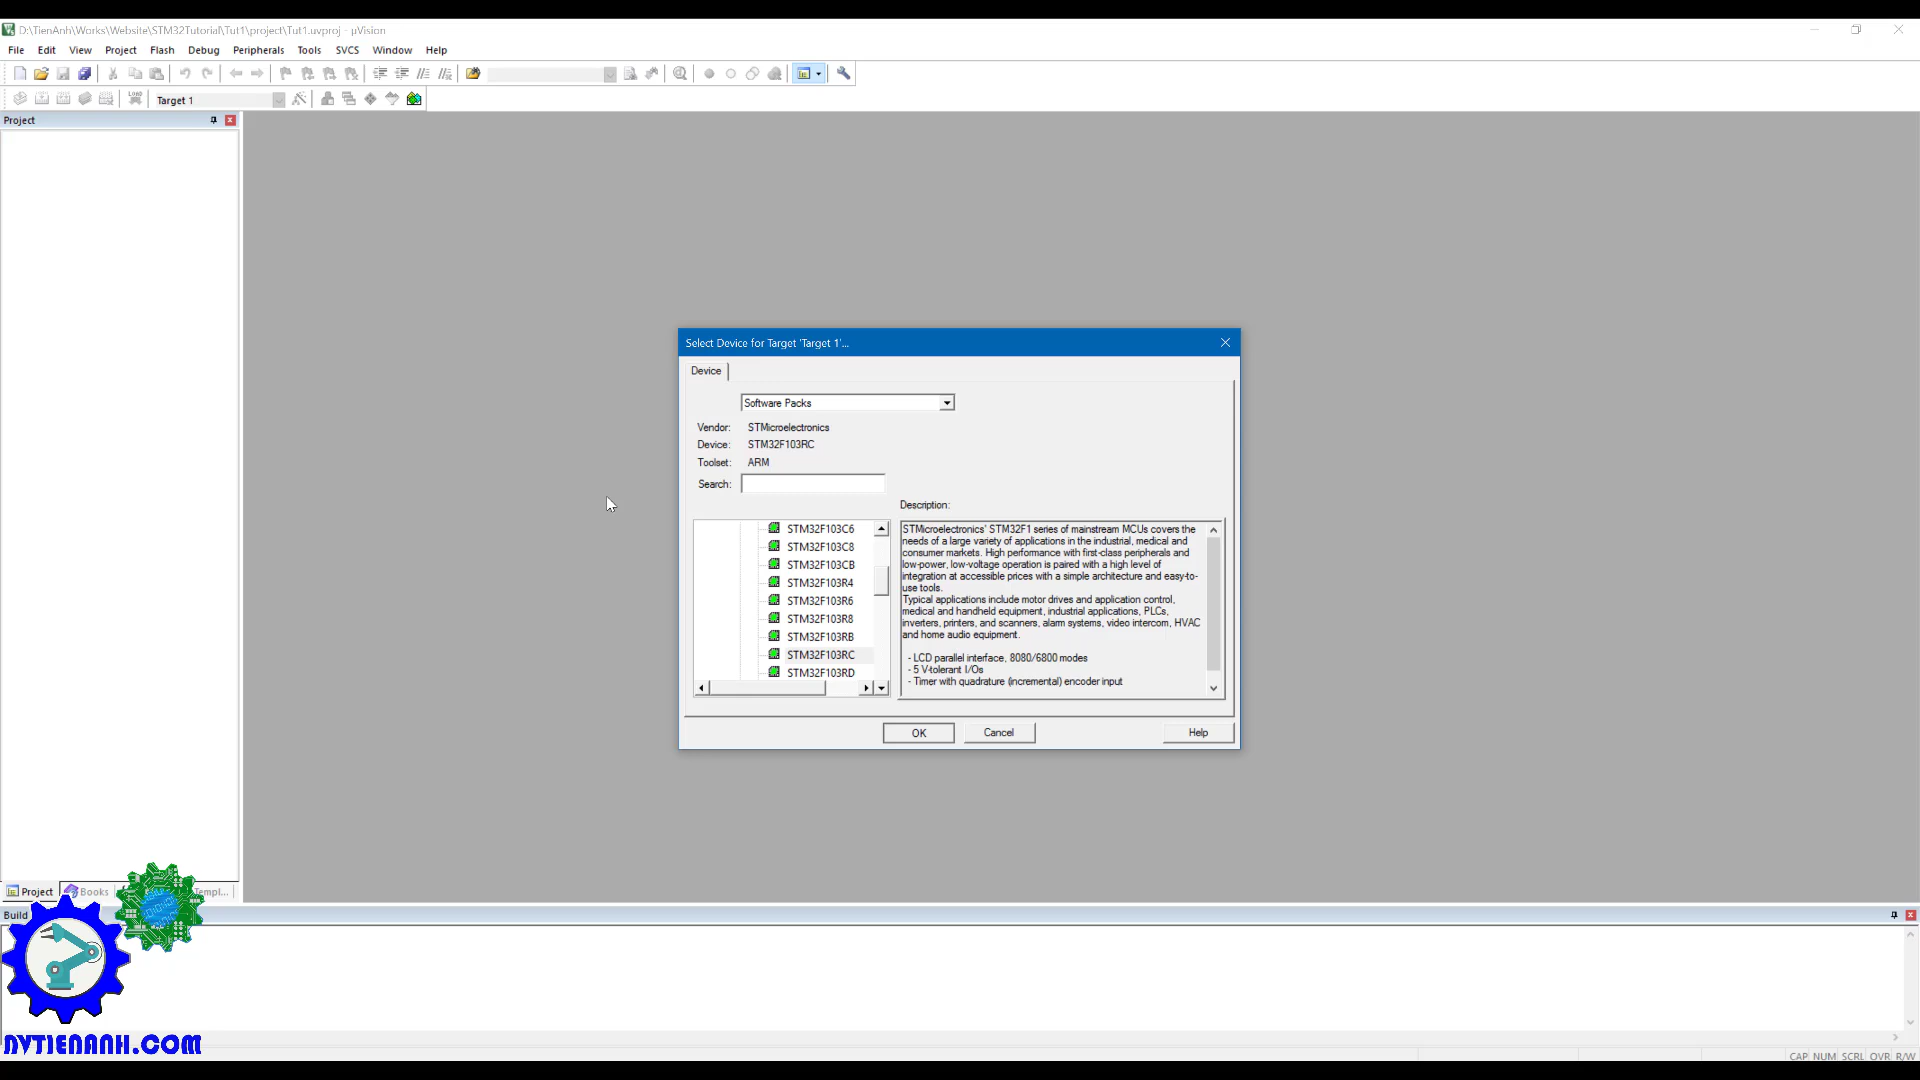 D:\TienAnh\Works\Website\STM32Tutorial\Tut1\project\Tut1.uvproj - µVision
File Edit View Project Flash Debug Peripherals Tools SVCS Window Help
LOAD
Target 1
Project
Select Device for Target 'Target 1'...
Device
Software Packs
Vendor: STMicroelectronics
Device: STM32F103RC
Toolset: ARM
Search:
Description:
STM32F103C6
STM32F103C8
STM32F103CB
STM32F103R4
STM32F103R6
STM32F103R8
STM32F103RB
STM32F103RC
STM32F103RD
STMicroelectronics' STM32F1 series of mainstream MCUs covers the
needs of a large variety of applications in the industrial, medical and
consumer markets. High performance with first-class peripherals and
low-power, low-voltage operation is paired with a high level of
integration at accessible prices with a simple architecture and easy-to-
use tools.
Typical applications include motor drives and application control,
medical and handheld equipment, industrial applications, PLCs,
inverters, printers, and scanners, alarm systems, video intercom, HVAC
and home audio equipment.
- LCD parallel interface, 8080/6800 modes
- 5 V-tolerant I/Os
- Timer with quadrature (incremental) encoder input
OK Cancel Help
Project Books Templ...
Build
NVTIENANH.COM
CAP NUM SCRL OVR R/W